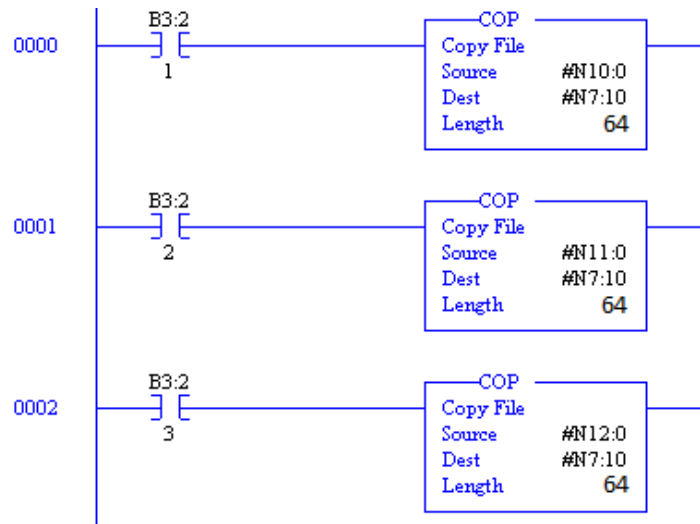 B3:2
COP
0000
Copy File
1
Source #N10:0
Dest #N7:10
Length 64
B3:2
COP
0001
Copy File
2
Source #N11:0
Dest #N7:10
Length 64
B3:2
COP
0002
Copy File
3
Source #N12:0
Dest #N7:10
Length 64